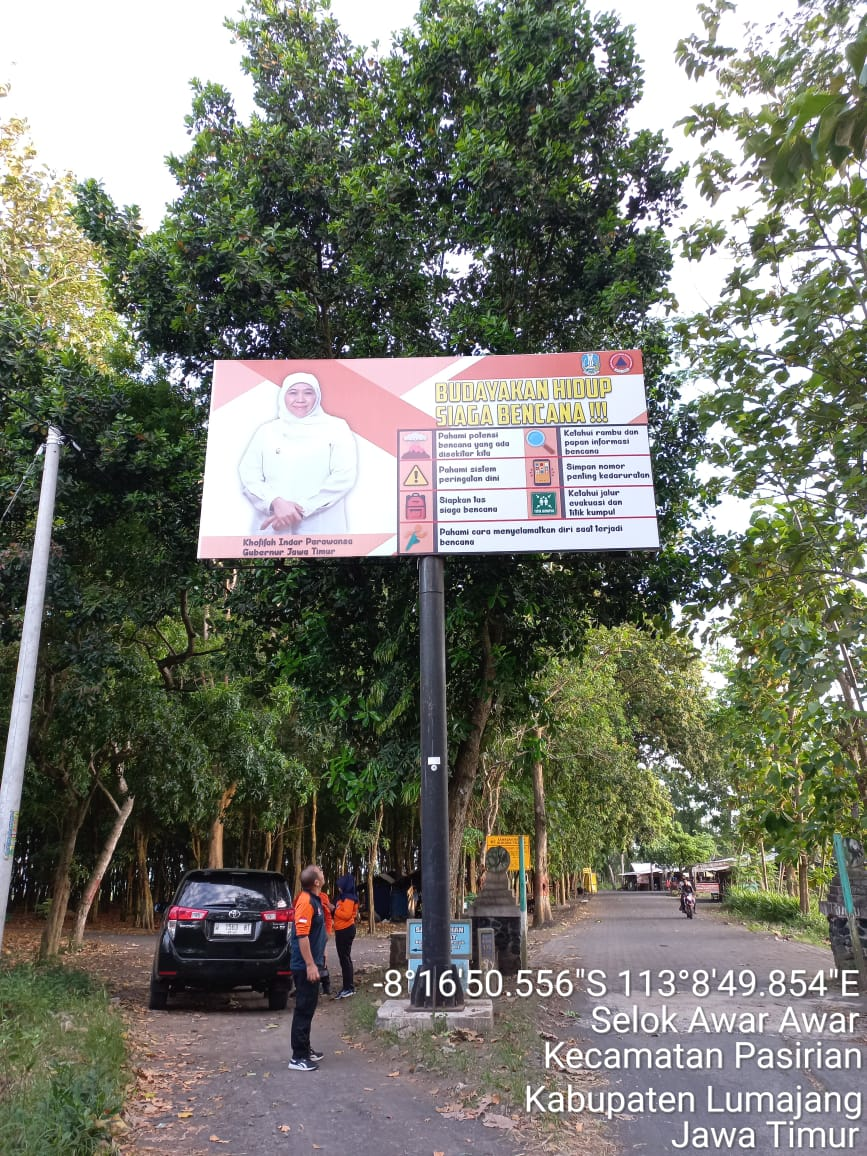 BUDAYAKAN HIDUP
SIAGA BENCANA !!!
Pahami potensi
bencana yang ada
disekitar kita
Ketahui rambu dan
papan informasi
bencana
Pahami sistem
peringatan dini
Simpan nomor
penting kedaruratan
Siapkan tas
siaga bencana
Ketahui jalur
evakuasi dan
titik kumpul
Pahami cara menyelamatkan diri saat terjadi
bencana
Khofifah Indar Parawansa
Gubernur Jawa Timur
-8°16'50.556"S 113°8'49.854"E
Selok Awar Awar
Kecamatan Pasirian
Kabupaten Lumajang
Jawa Timur